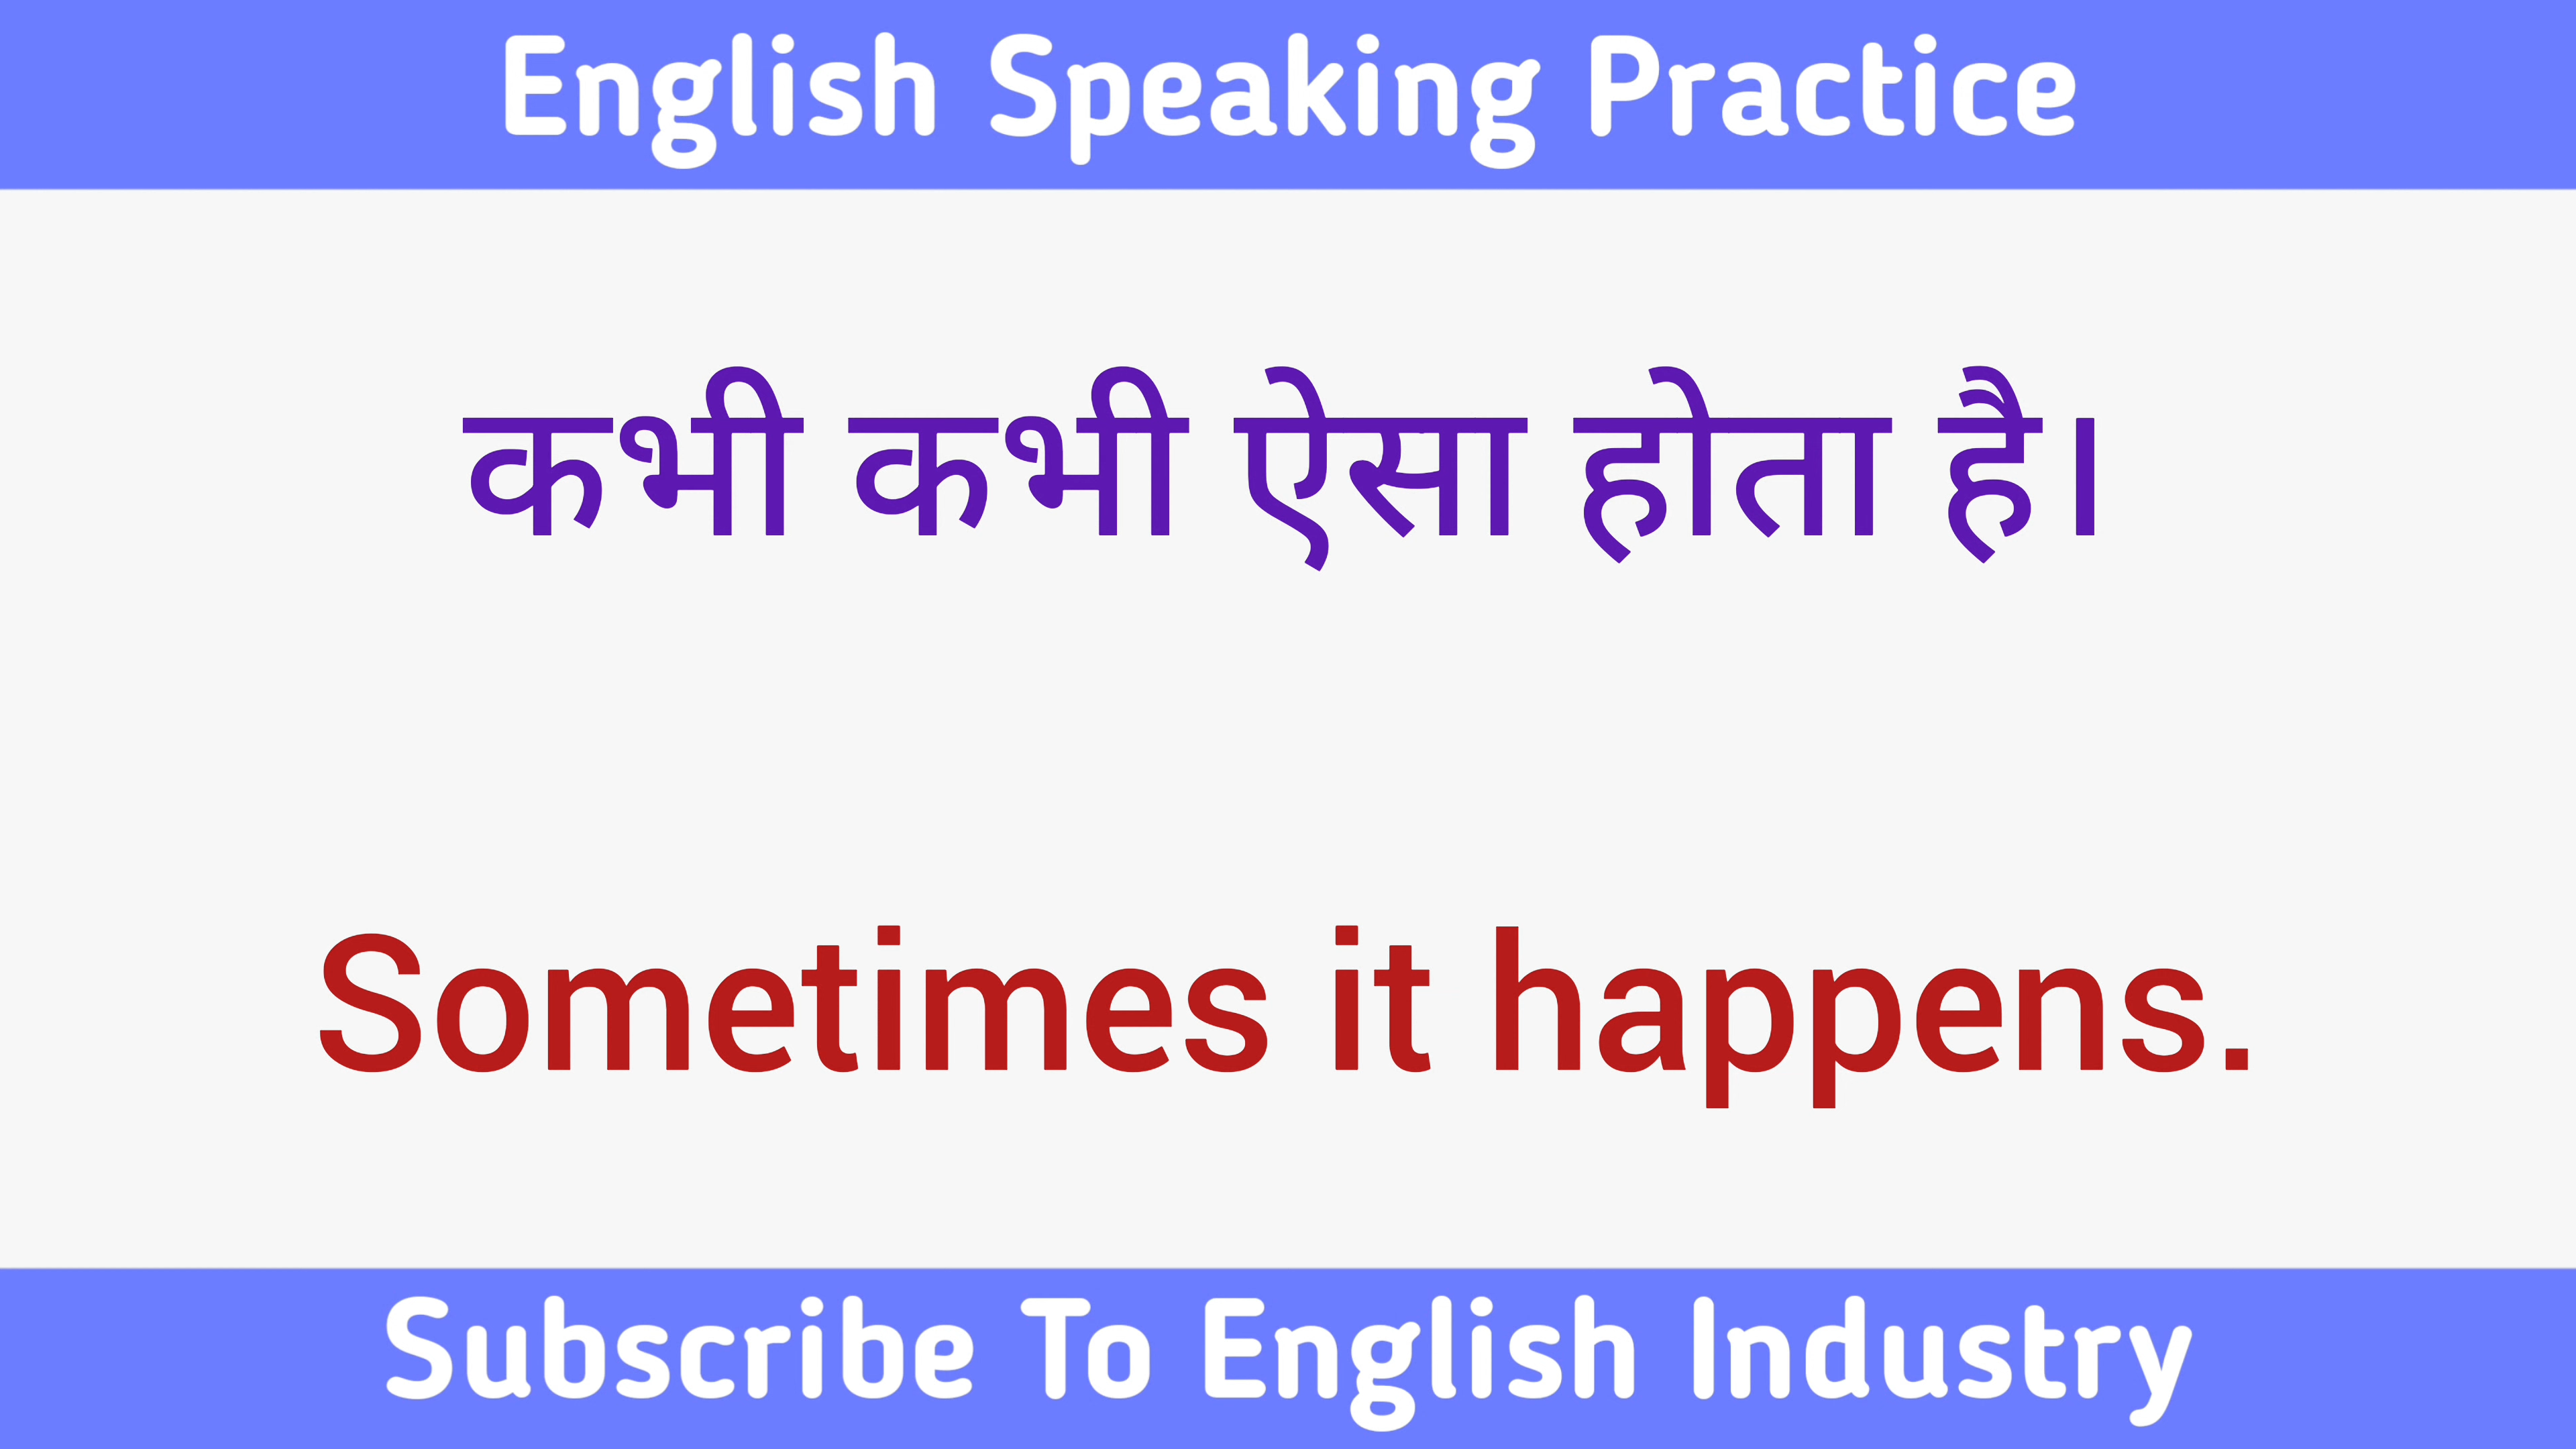 English Speaking Practice
कभी कभी ऐसा होता है।
Sometimes it happens.
Subscribe To English Industry